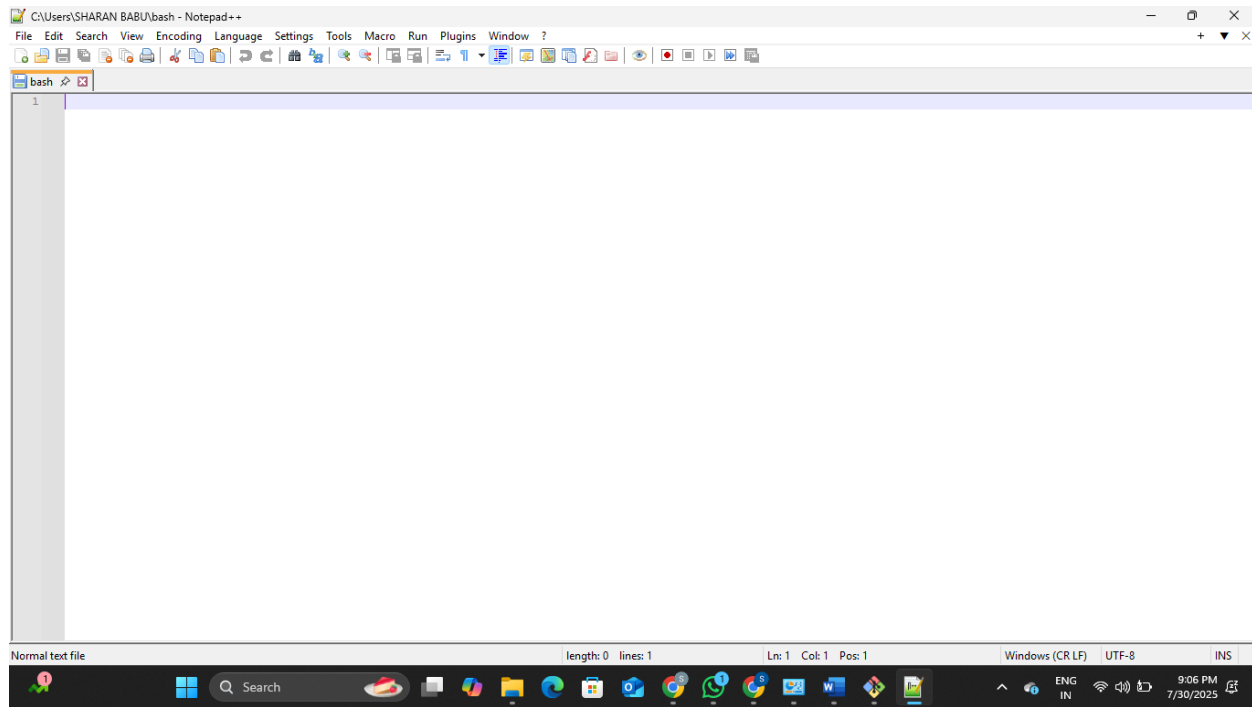 C:\Users\SHARAN BABU\bash - Notepad++
File Edit Search View Encoding Language Settings Tools Macro Run Plugins Window ?
bash
1
Normal text file length: 0 lines: 1 Ln: 1 Col: 1 Pos: 1 Windows (CR LF) UTF-8 INS
Search
ENG
IN
9:06 PM
7/30/2025